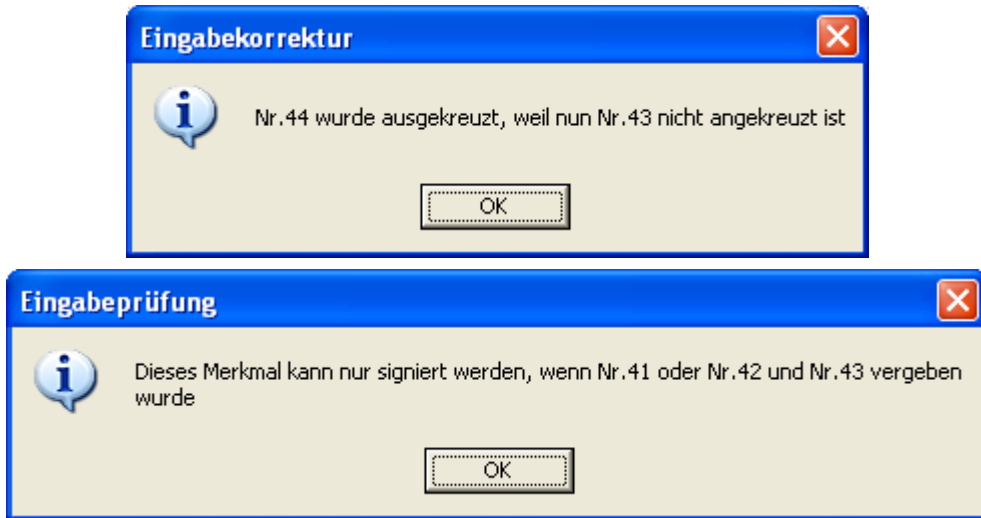 Eingabekorrektur
Nr.44 wurde ausgekreuzt, weil nun Nr.43 nicht angekreuzt ist
OK
Eingabeprüfung
Dieses Merkmal kann nur signiert werden, wenn Nr.41 oder Nr.42 und Nr.43 vergeben
wurde
OK